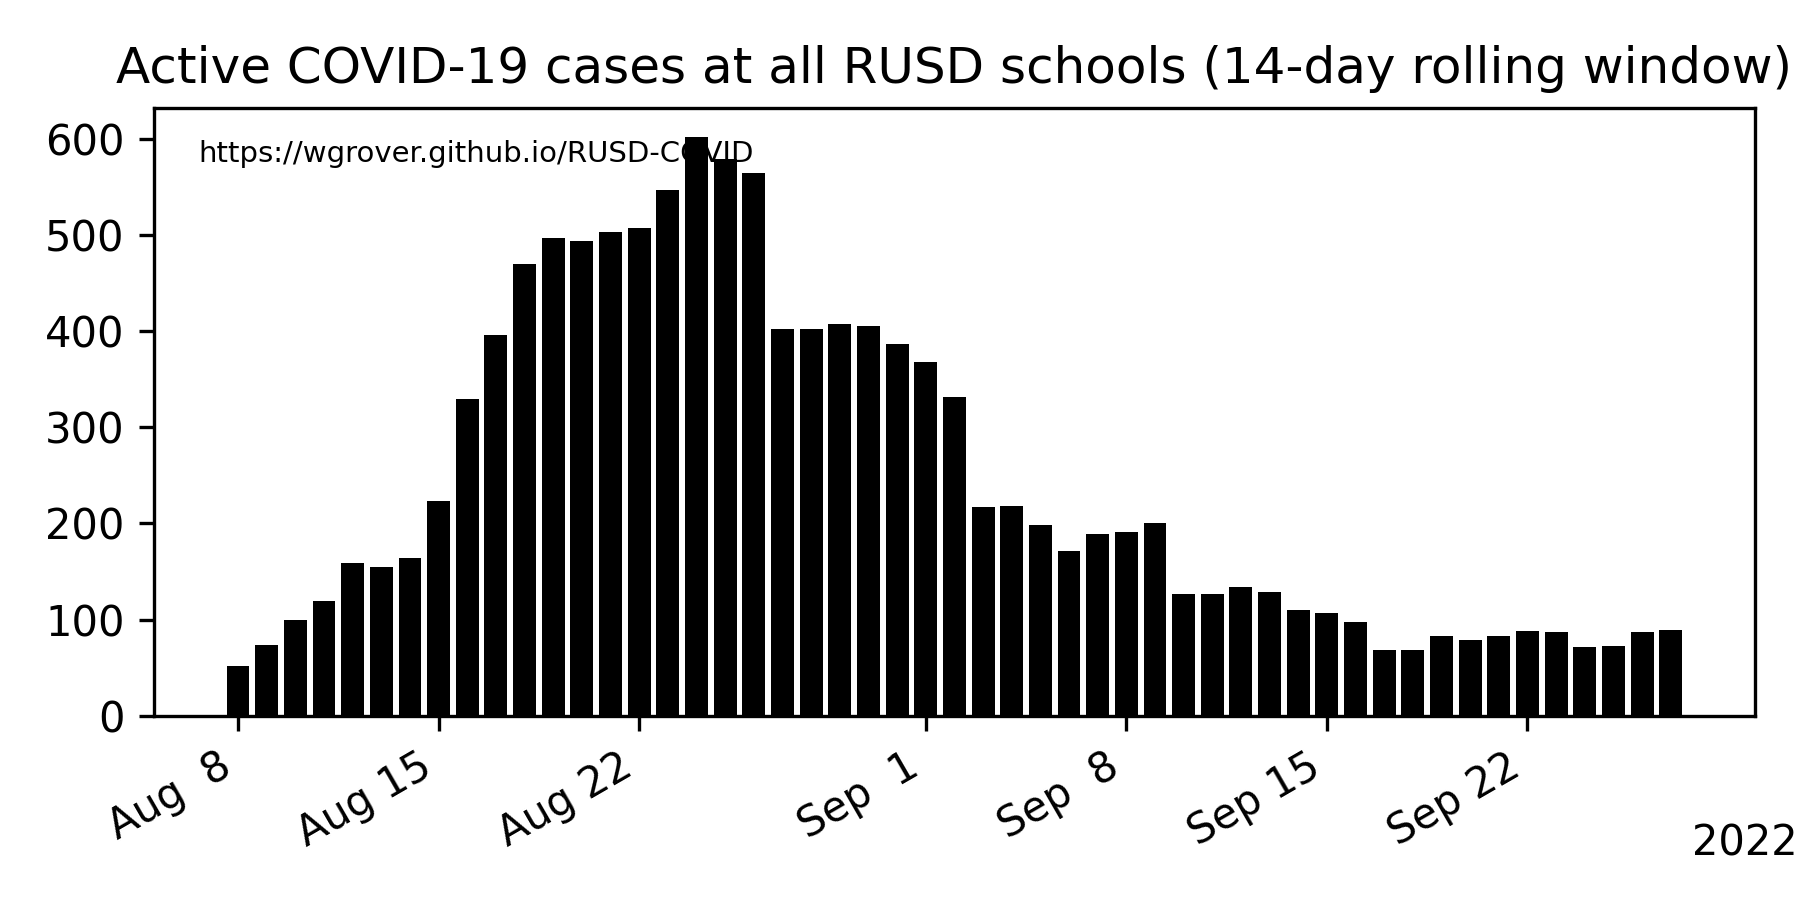 Active COVID-19 cases at all RUSD schools (14-day rolling window)
https://wgrover.github.io/RUSD-COVID
600
500
400
300
200
100
0
Aug 8
Aug 15
Aug 22
Sep 1
Sep 8
Sep 15
Sep 22
2022